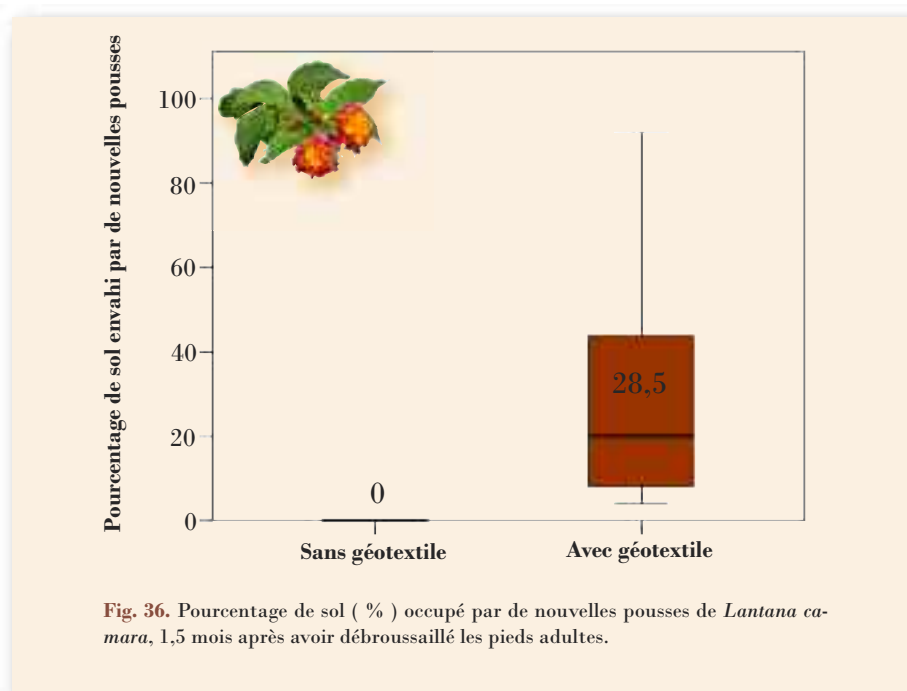 Pourcentage de sol envahi par de nouvelles pousses
100
80
60
40
20
0
0
28,5
Sans géotextile
Avec géotextile
Fig. 36. Pourcentage de sol ( % ) occupé par de nouvelles pousses de Lantana ca-
mara, 1,5 mois après avoir débroussaillé les pieds adultes.